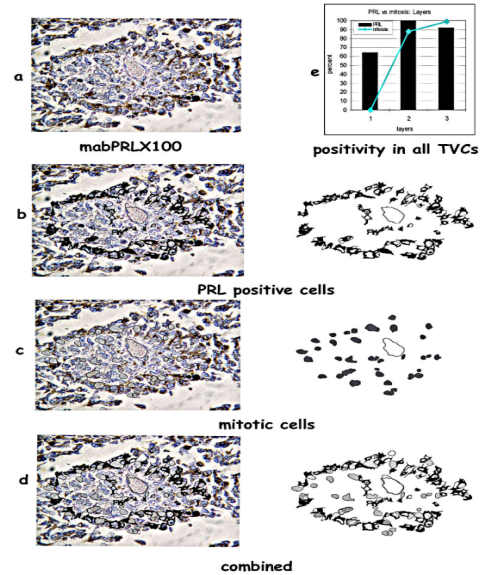 a
mabPRLX100
e
PRL vs mitosis: Layers
PRL
mitosis
percent
100
90
80
70
60
50
40
30
20
10
0
1 2 3
layers
positivity in all TVCs
b
PRL positive cells
c
mitotic cells
d
combined